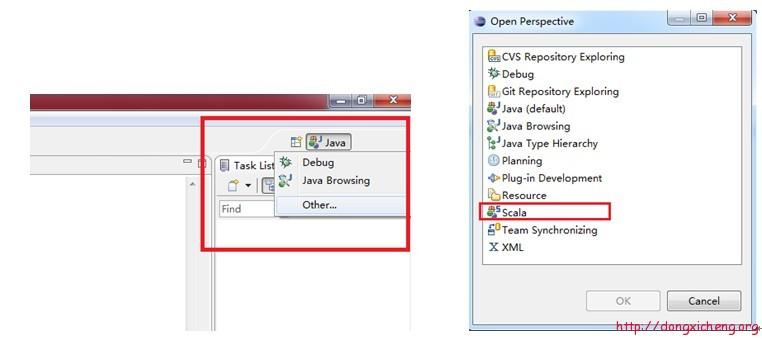 Java
Task List
Debug
Java Browsing
Other...
Find
Open Perspective
CVS Repository Exploring
Debug
Git Repository Exploring
Java (default)
Java Browsing
Java Type Hierarchy
Planning
Plug-in Development
Resource
Scala
Team Synchronizing
XML
OK
Cancel
http://dongxicheng.org